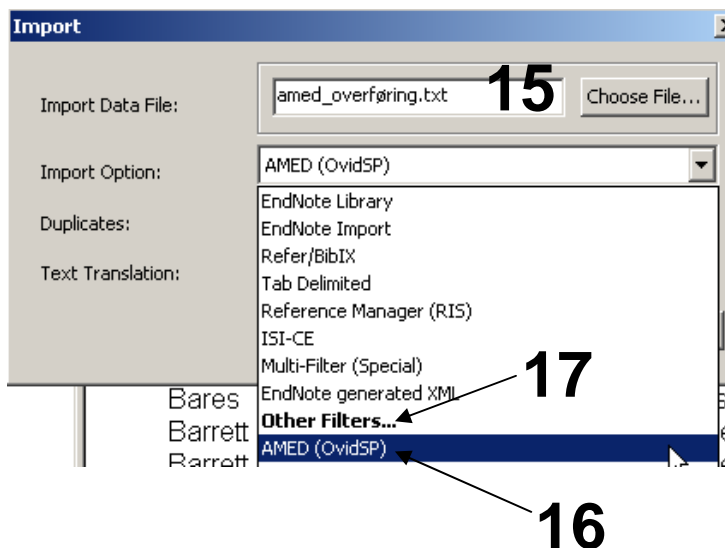 Import
Import Data File:
amed_overføring.txt
15
Choose File...
Import Option:
AMED (OvidSP)
Duplicates:
Text Translation:
EndNote Library
EndNote Import
Refer/BibIX
Tab Delimited
Reference Manager (RIS)
ISI-CE
Multi-Filter (Special)
EndNote generated XML
Other Filters...
AMED (OvidSP)
17
Bares
Barrett
Barrett
16